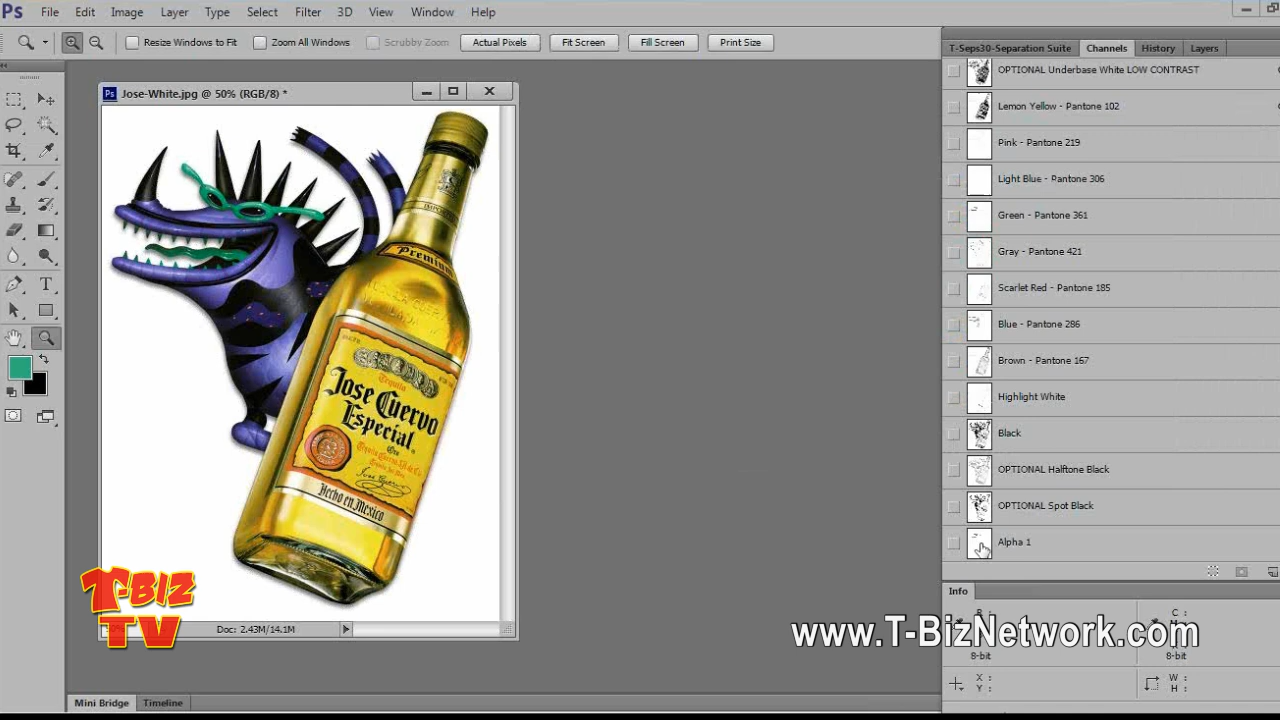 Ps File Edit Image Layer Type Select Filter 3D View Window Help
Resize Windows to Fit Zoom All Windows Scrubby Zoom Actual Pixels Fit Screen Fill Screen Print Size
T-Seps30-Separation Suite Channels History Layers
OPTIONAL Underbase White LOW CONTRAST
Lemon Yellow - Pantone 102
Pink - Pantone 219
Light Blue - Pantone 306
Green - Pantone 361
Gray - Pantone 421
Scarlet Red - Pantone 185
Blue - Pantone 286
Brown - Pantone 167
Highlight White
Black
OPTIONAL Halftone Black
OPTIONAL Spot Black
Alpha 1
Ps Jose-White.jpg @ 50% (RGB/8) *
Premium
Tequila
Jose Cuervo
Especial
Hecho en Mexico
T-BIZ
TV
50% Doc: 2.43M/14.1M
Info
R : C :
8-bit 8-bit
X : W :
Y : H :
www.T-BizNetwork.com
Mini Bridge Timeline